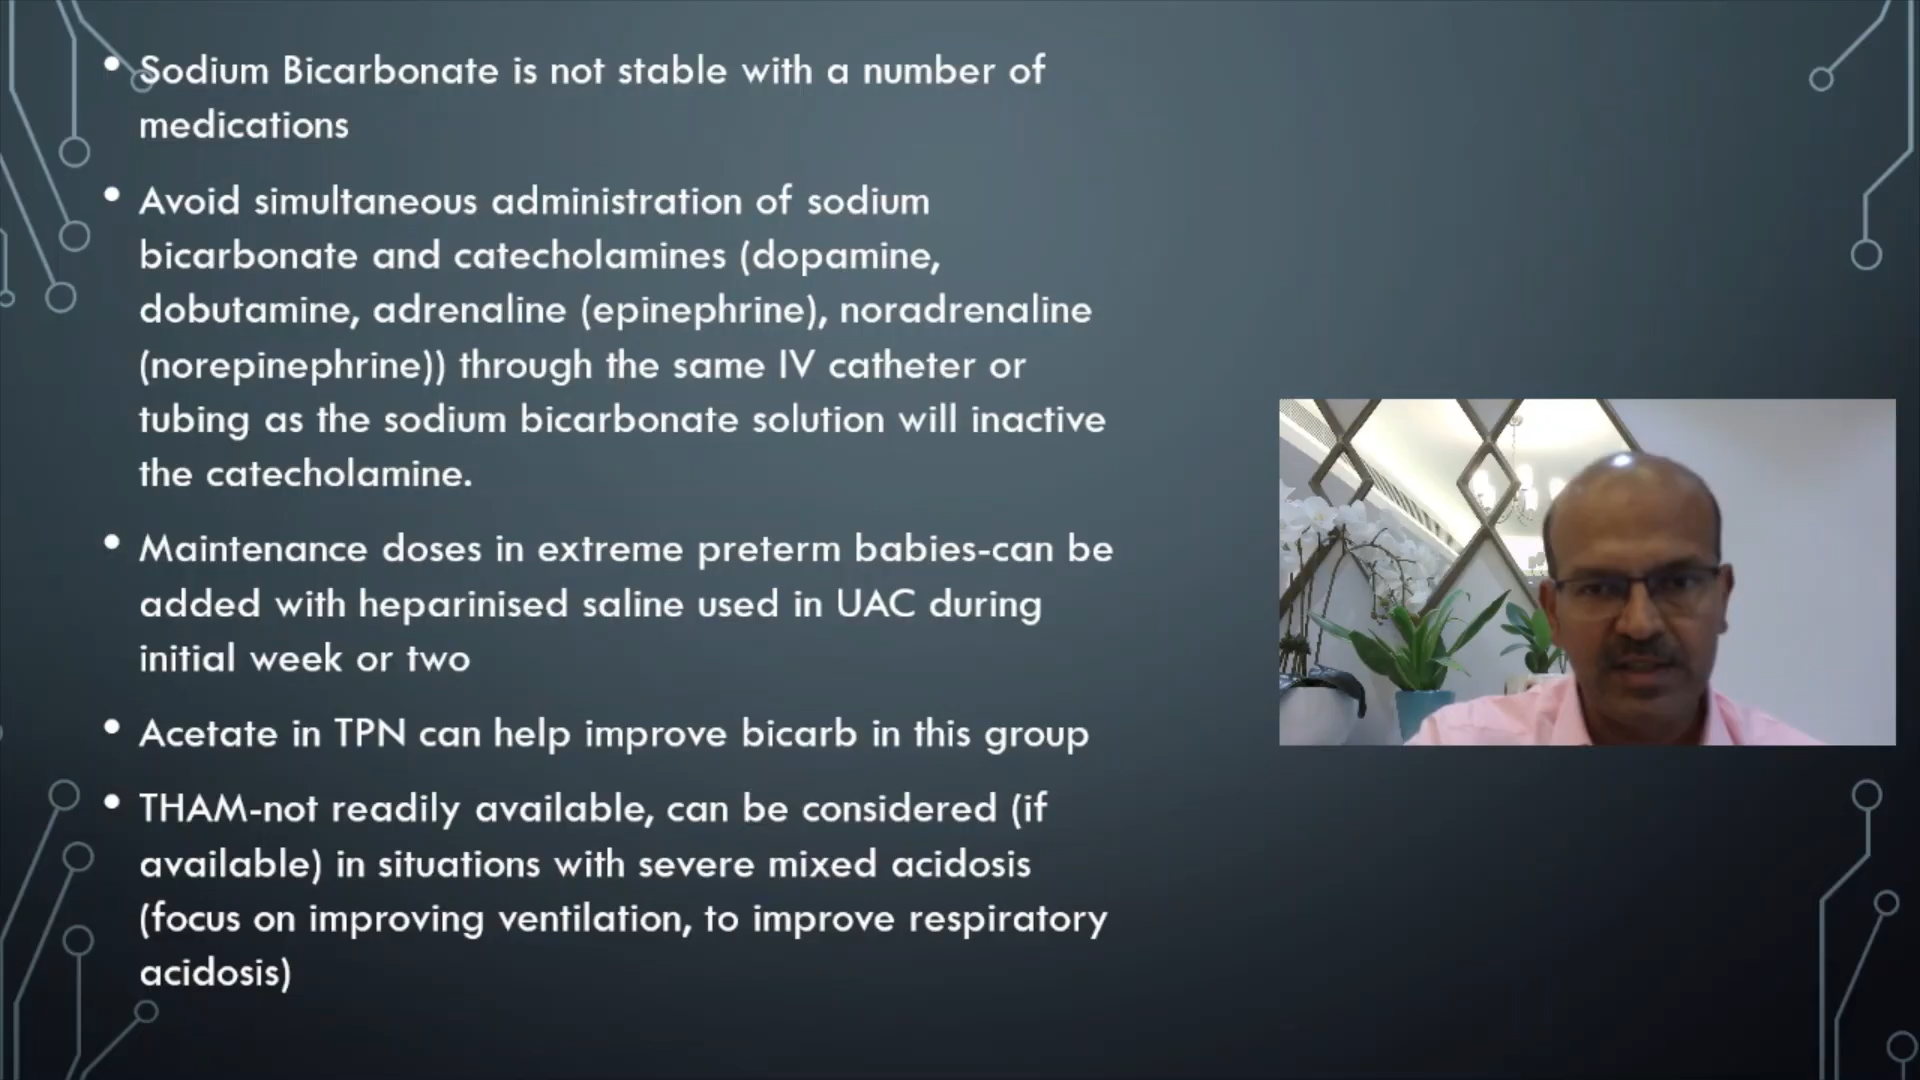 • Sodium Bicarbonate is not stable with a number of
medications
• Avoid simultaneous administration of sodium
bicarbonate and catecholamines (dopamine,
dobutamine, adrenaline (epinephrine), noradrenaline
(norepinephrine)) through the same IV catheter or
tubing as the sodium bicarbonate solution will inactive
the catecholamine.
• Maintenance doses in extreme preterm babies-can be
added with heparinised saline used in UAC during
initial week or two
• Acetate in TPN can help improve bicarb in this group
• THAM-not readily available, can be considered (if
available) in situations with severe mixed acidosis
(focus on improving ventilation, to improve respiratory
acidosis)